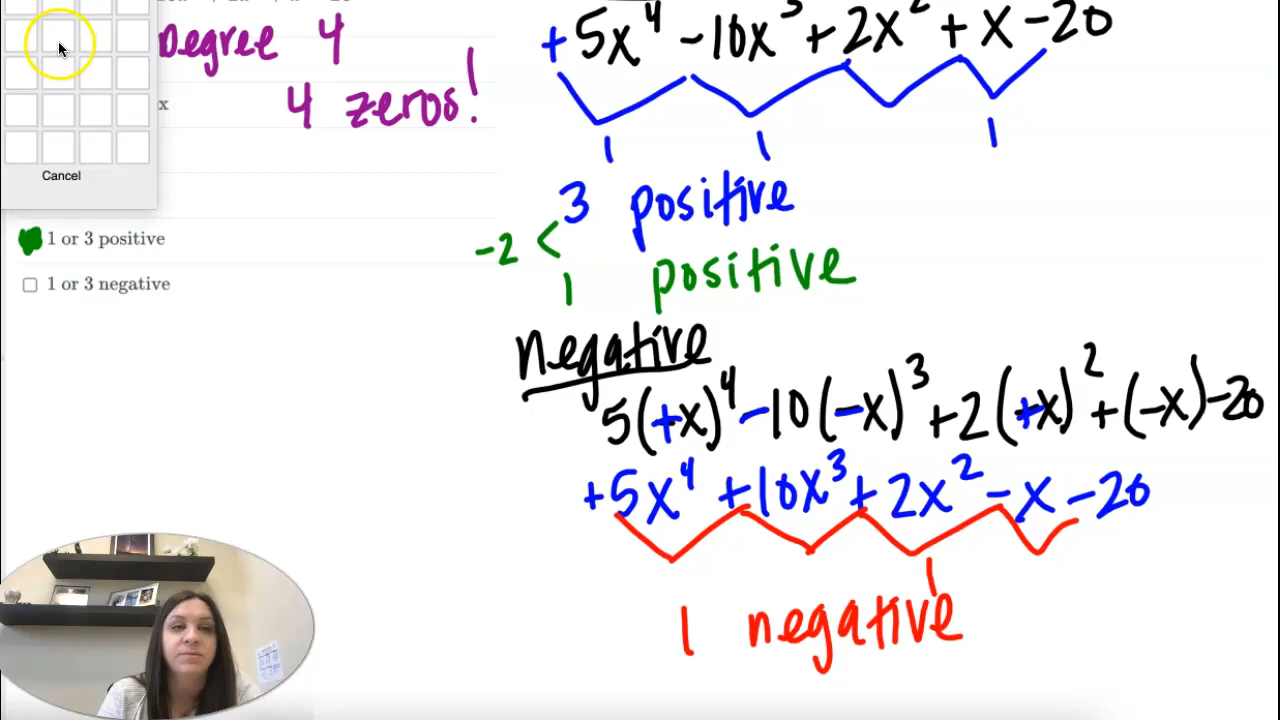 +5x⁴ -10x³ +2x² + x -20
Degree 4
4 zeros!
x
1 1 1
Cancel
3 positive
1 or 3 positive
-2 <
1 positive
1 or 3 negative
negative
5(+x)⁴ -10(-x)³ +2(+x)² +(-x) -20
+5x⁴ +10x³ +2x² -x -20
1
1 negative